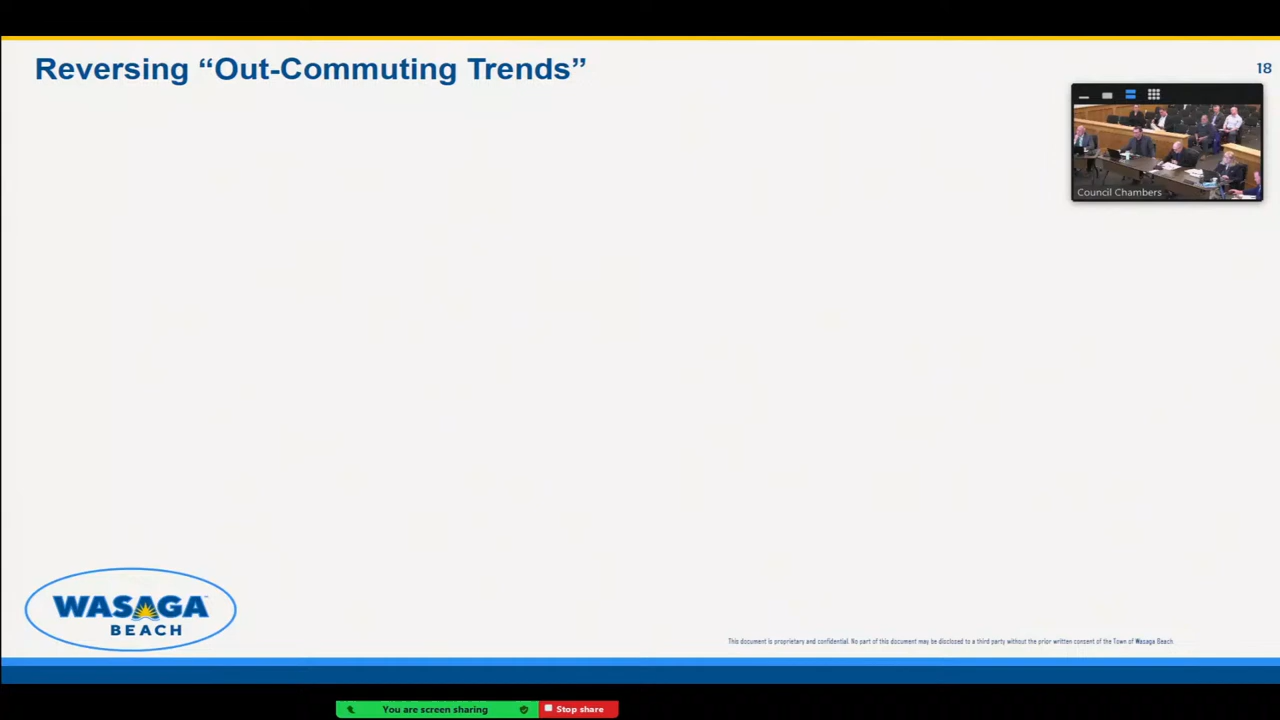 Reversing “Out-Commuting Trends”
18
Council Chambers
WASAGA
BEACH
This document is proprietary and confidential. No part of this document may be disclosed to a third party without the prior written consent of the Town of Wasaga Beach.
You are screen sharing
Stop share